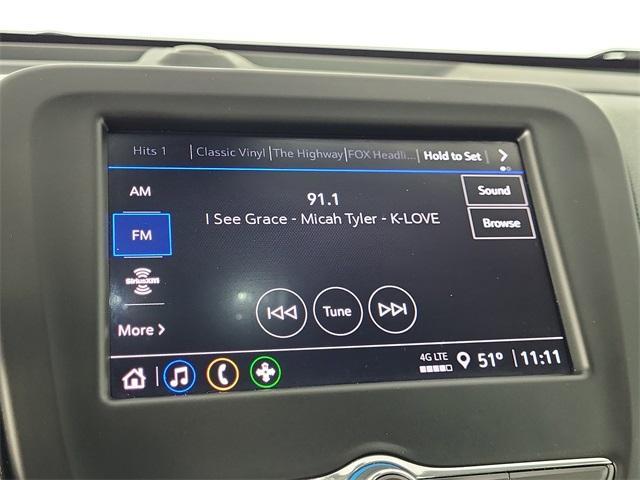 Hits 1 | Classic Vinyl | The Highway | FOX Headli... | Hold to Set
AM
91.1
Sound
I See Grace - Micah Tyler - K-LOVE
FM
Browse
SiriusXM
Tune
More
4G LTE 51° 11:11